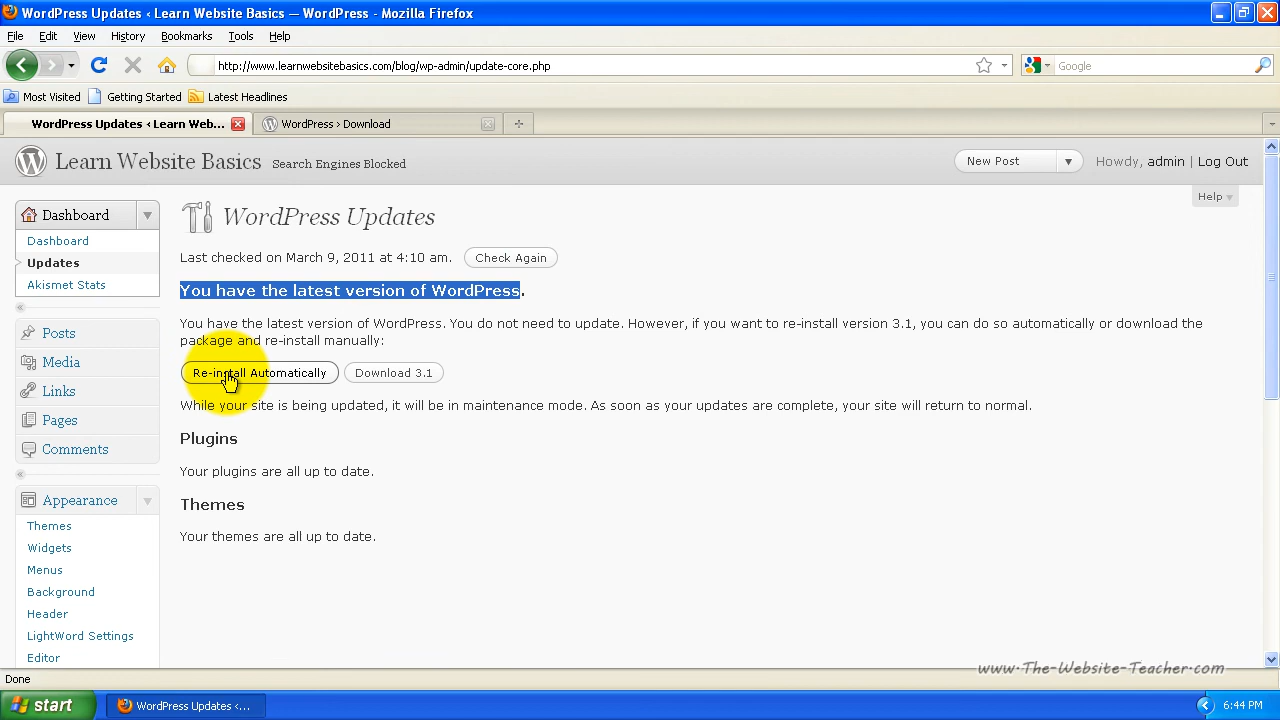 WordPress Updates ‹ Learn Website Basics — WordPress - Mozilla Firefox
File Edit View History Bookmarks Tools Help
http://www.learnwebsitebasics.com/blog/wp-admin/update-core.php
Google
Most Visited Getting Started Latest Headlines
WordPress Updates ‹ Learn Web... WordPress › Download
Learn Website Basics Search Engines Blocked
New Post Howdy, admin | Log Out
Help
Dashboard
Dashboard
Updates
Akismet Stats
Posts
Media
Links
Pages
Comments
Appearance
Themes
Widgets
Menus
Background
Header
LightWord Settings
Editor
WordPress Updates
Last checked on March 9, 2011 at 4:10 am. Check Again
You have the latest version of WordPress.
You have the latest version of WordPress. You do not need to update. However, if you want to re-install version 3.1, you can do so automatically or download the
package and re-install manually:
Re-install Automatically Download 3.1
While your site is being updated, it will be in maintenance mode. As soon as your updates are complete, your site will return to normal.
Plugins
Your plugins are all up to date.
Themes
Your themes are all up to date.
www.The-Website-Teacher.com
Done
start WordPress Updates ‹... 6:44 PM